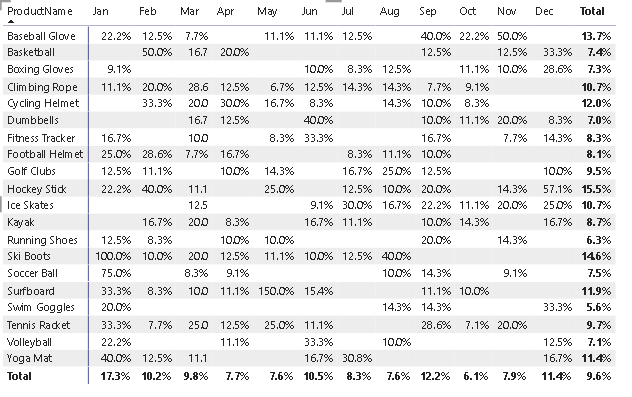 ProductName Jan Feb Mar Apr May Jun Jul Aug Sep Oct Nov Dec Total
Baseball Glove 22.2% 12.5% 7.7% 11.1% 11.1% 12.5% 40.0% 22.2% 50.0% 13.7%
Basketball 50.0% 16.7 20.0% 12.5% 12.5% 33.3% 7.4%
Boxing Gloves 9.1% 10.0% 8.3% 12.5% 11.1% 10.0% 28.6% 7.3%
Climbing Rope 11.1% 20.0% 28.6 12.5% 6.7% 12.5% 14.3% 14.3% 7.7% 9.1% 10.7%
Cycling Helmet 33.3% 20.0 30.0% 16.7% 8.3% 14.3% 10.0% 8.3% 12.0%
Dumbbells 16.7 12.5% 40.0% 10.0% 11.1% 20.0% 8.3% 7.0%
Fitness Tracker 16.7% 10.0 8.3% 33.3% 16.7% 7.7% 14.3% 8.3%
Football Helmet 25.0% 28.6% 7.7% 16.7% 8.3% 11.1% 10.0% 8.1%
Golf Clubs 12.5% 11.1% 10.0% 14.3% 16.7% 25.0% 12.5% 10.0% 9.5%
Hockey Stick 22.2% 40.0% 11.1 25.0% 12.5% 10.0% 20.0% 14.3% 57.1% 15.5%
Ice Skates 12.5 9.1% 30.0% 16.7% 22.2% 11.1% 20.0% 25.0% 10.7%
Kayak 16.7% 20.0 8.3% 16.7% 11.1% 10.0% 14.3% 16.7% 8.7%
Running Shoes 12.5% 8.3% 10.0% 10.0% 20.0% 14.3% 6.3%
Ski Boots 100.0% 10.0% 20.0 12.5% 11.1% 10.0% 12.5% 40.0% 14.6%
Soccer Ball 75.0% 8.3% 9.1% 10.0% 14.3% 9.1% 7.5%
Surfboard 33.3% 8.3% 10.0 11.1% 150.0% 15.4% 11.1% 10.0% 11.9%
Swim Goggles 20.0% 14.3% 14.3% 33.3% 5.6%
Tennis Racket 33.3% 7.7% 25.0 12.5% 25.0% 11.1% 28.6% 7.1% 20.0% 9.7%
Volleyball 22.2% 11.1% 33.3% 10.0% 12.5% 7.1%
Yoga Mat 40.0% 12.5% 11.1 16.7% 30.8% 16.7% 11.4%
Total 17.3% 10.2% 9.8% 7.7% 7.6% 10.5% 8.3% 7.6% 12.2% 6.1% 7.9% 11.4% 9.6%